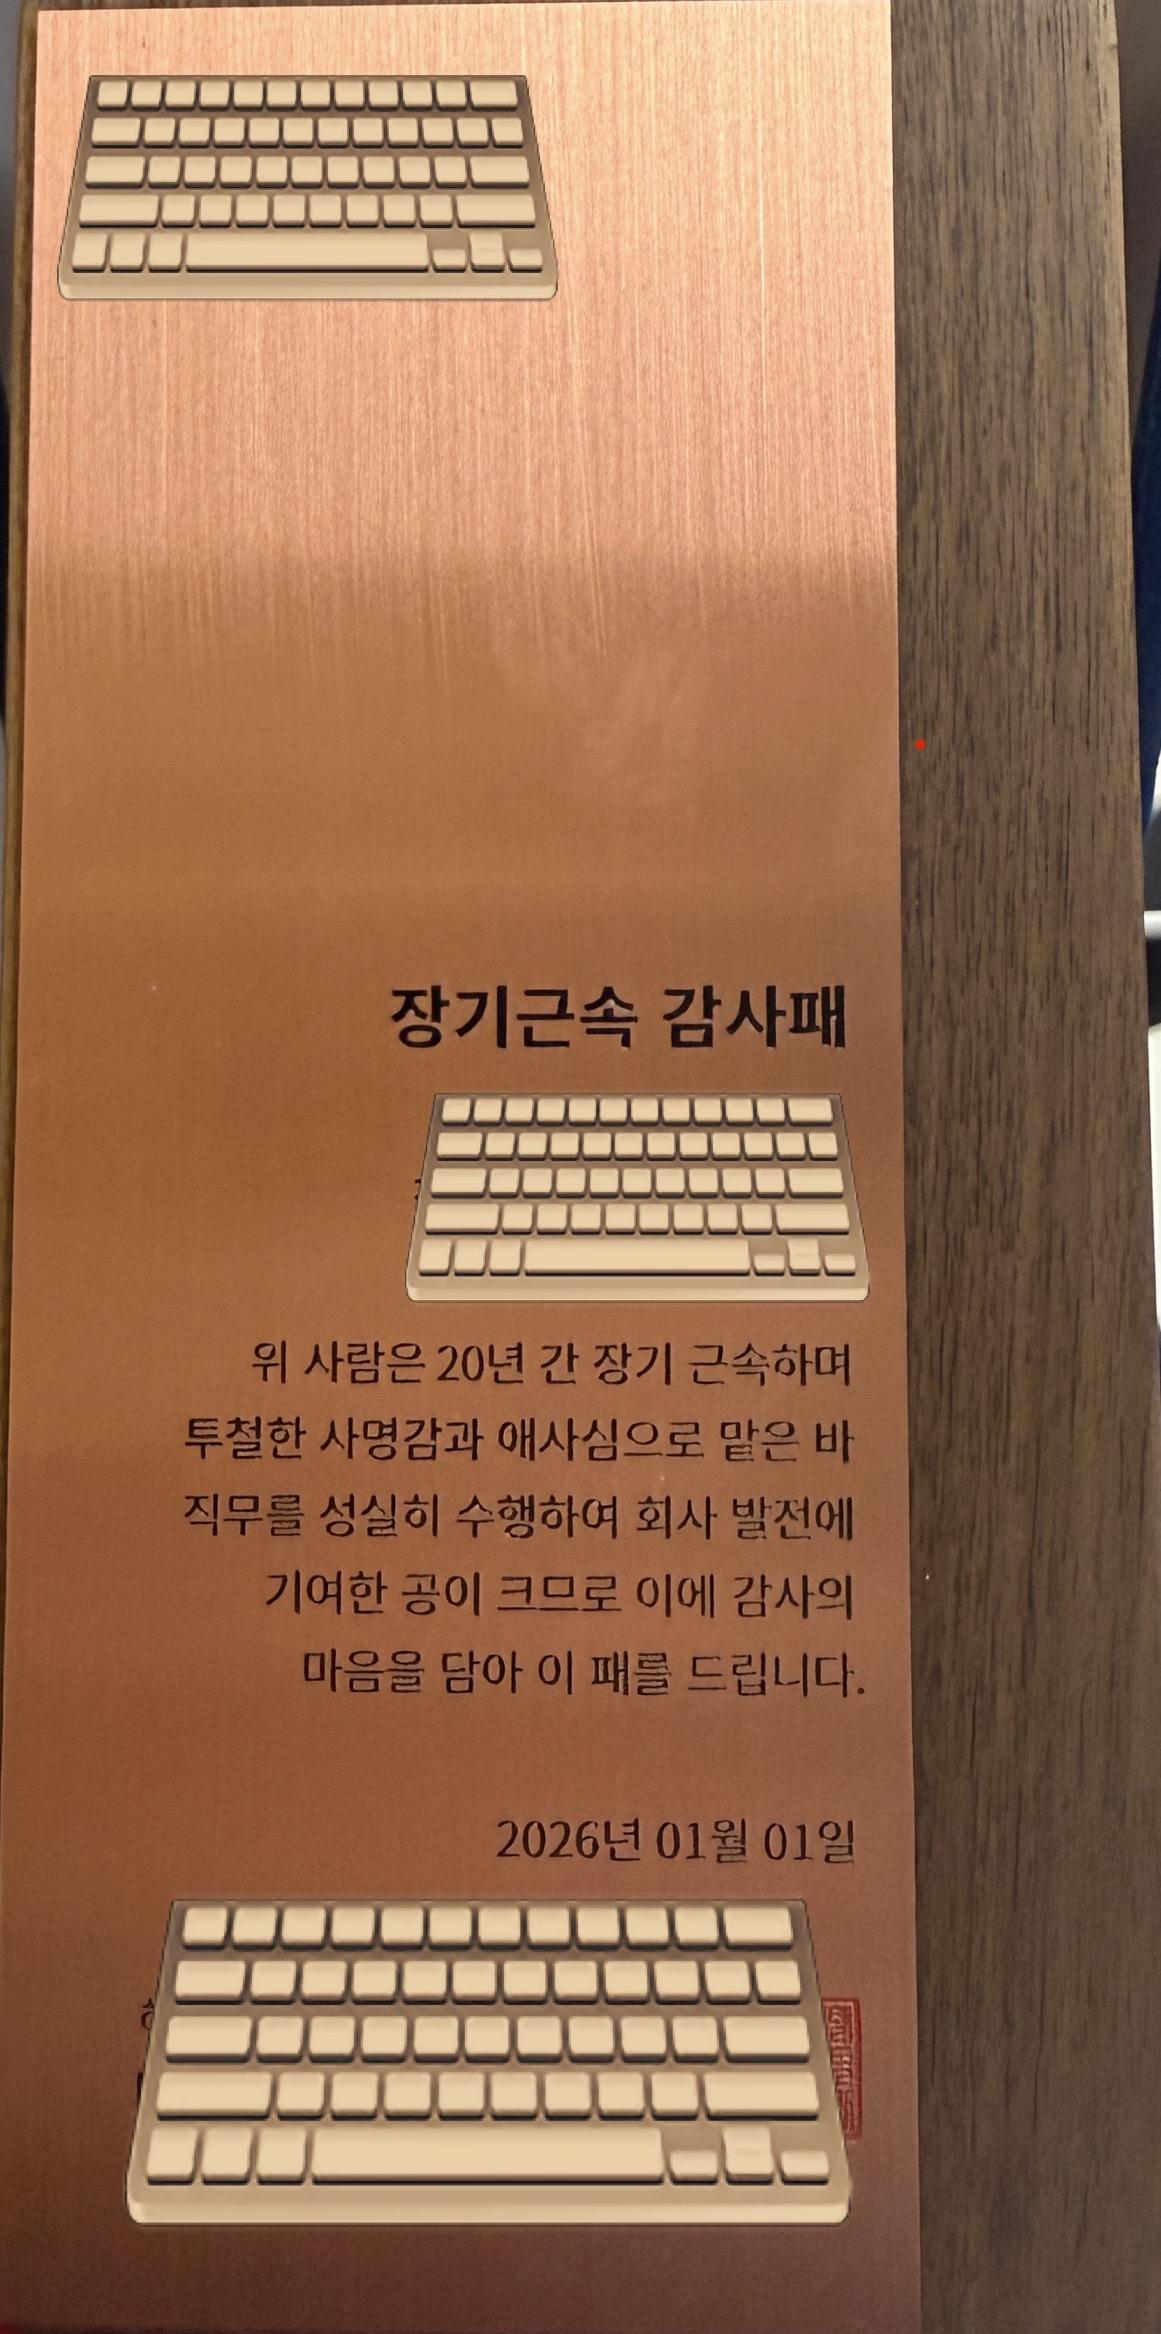 장기근속 감사패
위 사람은 20년 간 장기 근속하며
투철한 사명감과 애사심으로 맡은 바
직무를 성실히 수행하여 회사 발전에
기여한 공이 크므로 이에 감사의
마음을 담아 이 패를 드립니다.
2026년 01월 01일